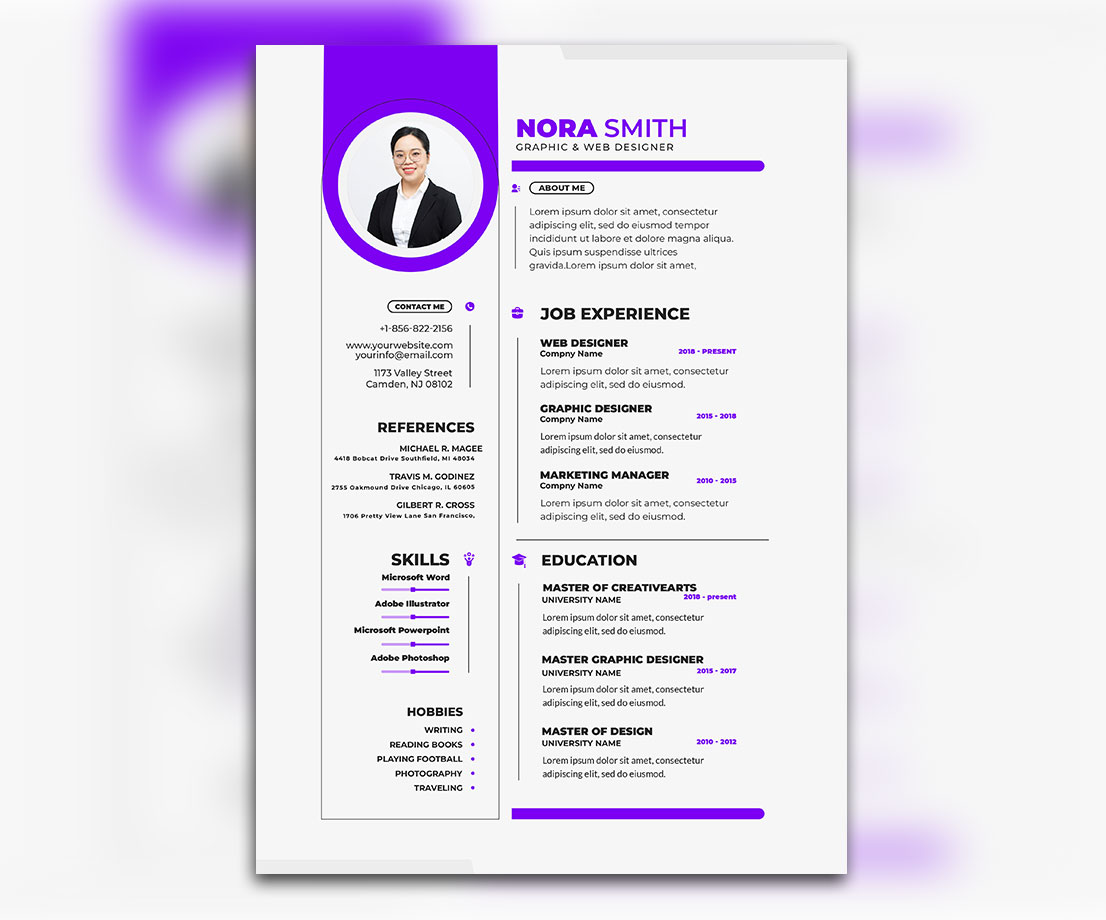 NORA SMITH
GRAPHIC & WEB DESIGNER
ABOUT ME
Lorem ipsum dolor sit amet, consectetur
adipiscing elit, sed do eiusmod tempor
incididunt ut labore et dolore magna aliqua.
Quis ipsum suspendisse ultrices
gravida.Lorem ipsum dolor sit amet,
CONTACT ME
+1-856-822-2156
www.yourwebsite.com
yourinfo@email.com
1173 Valley Street
Camden, NJ 08102
REFERENCES
MICHAEL R. MAGEE
4418 Bobcat Drive Southfield, MI 48034
TRAVIS M. GODINEZ
2755 Oakmound Drive Chicago, IL 60605
GILBERT R. CROSS
1706 Pretty View Lane San Francisco,
SKILLS
Microsoft Word
Adobe Illustrator
Microsoft Powerpoint
Adobe Photoshop
HOBBIES
WRITING
READING BOOKS
PLAYING FOOTBALL
PHOTOGRAPHY
TRAVELING
JOB EXPERIENCE
WEB DESIGNER
Compny Name
2018 - PRESENT
Lorem ipsum dolor sit amet, consectetur
adipiscing elit, sed do eiusmod.
GRAPHIC DESIGNER
Compny Name
2015 - 2018
Lorem ipsum dolor sit amet, consectetur
adipiscing elit, sed do eiusmod.
MARKETING MANAGER
Compny Name
2010 - 2015
Lorem ipsum dolor sit amet, consectetur
adipiscing elit, sed do eiusmod.
EDUCATION
MASTER OF CREATIVEARTS
UNIVERSITY NAME
2018 - present
Lorem ipsum dolor sit amet, consectetur
adipiscing elit, sed do eiusmod.
MASTER GRAPHIC DESIGNER
UNIVERSITY NAME
2015 - 2017
Lorem ipsum dolor sit amet, consectetur
adipiscing elit, sed do eiusmod.
MASTER OF DESIGN
UNIVERSITY NAME
2010 - 2012
Lorem ipsum dolor sit amet, consectetur
adipiscing elit, sed do eiusmod.